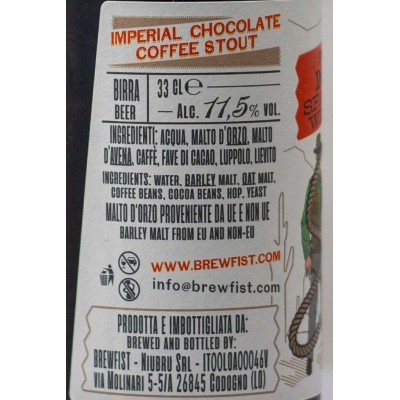 IMPERIAL CHOCOLATE
COFFEE STOUT
BIRRA
BEER
33 CL℮
ALC. 11,5% VOL.
INGREDIENTI: ACQUA, MALTO D'ORZO, MALTO
D'AVENA, CAFFÈ, FAVE DI CACAO, LUPPOLO, LIEVITO
INGREDIENTS: WATER, BARLEY MALT, OAT MALT,
COFFEE BEANS, COCOA BEANS, HOP, YEAST
MALTO D'ORZO PROVENIENTE DA UE E NON UE
BARLEY MALT FROM EU AND NON-EU
WWW.BREWFIST.COM
info@brewfist.com
PRODOTTA E IMBOTTIGLIATA DA:
BREWED AND BOTTLED BY:
BREWFIST - NIUBRU SRL - IT00LOA00046V
VIA MOLINARI 5-5/A 26845 CODOGNO (LO)